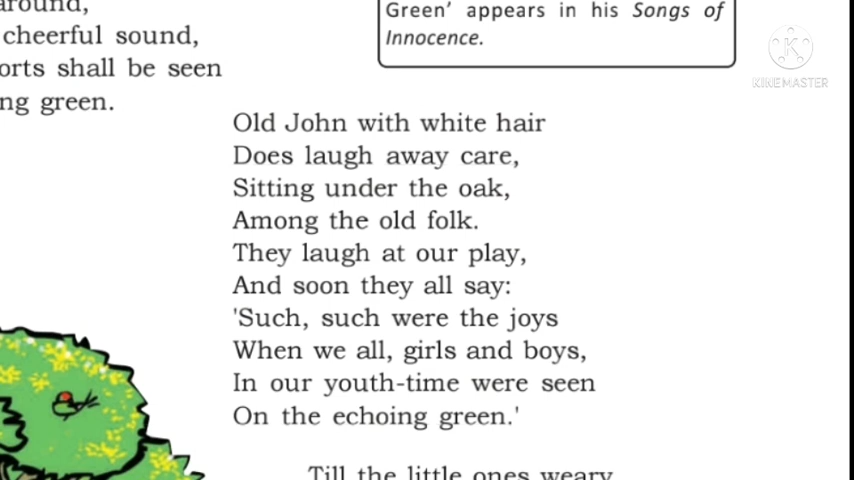 around,
cheerful sound,
orts shall be seen
ng green.
Green’ appears in his Songs of
Innocence.
KINEMASTER
Old John with white hair
Does laugh away care,
Sitting under the oak,
Among the old folk.
They laugh at our play,
And soon they all say:
'Such, such were the joys
When we all, girls and boys,
In our youth-time were seen
On the echoing green.'
Till the little ones weary